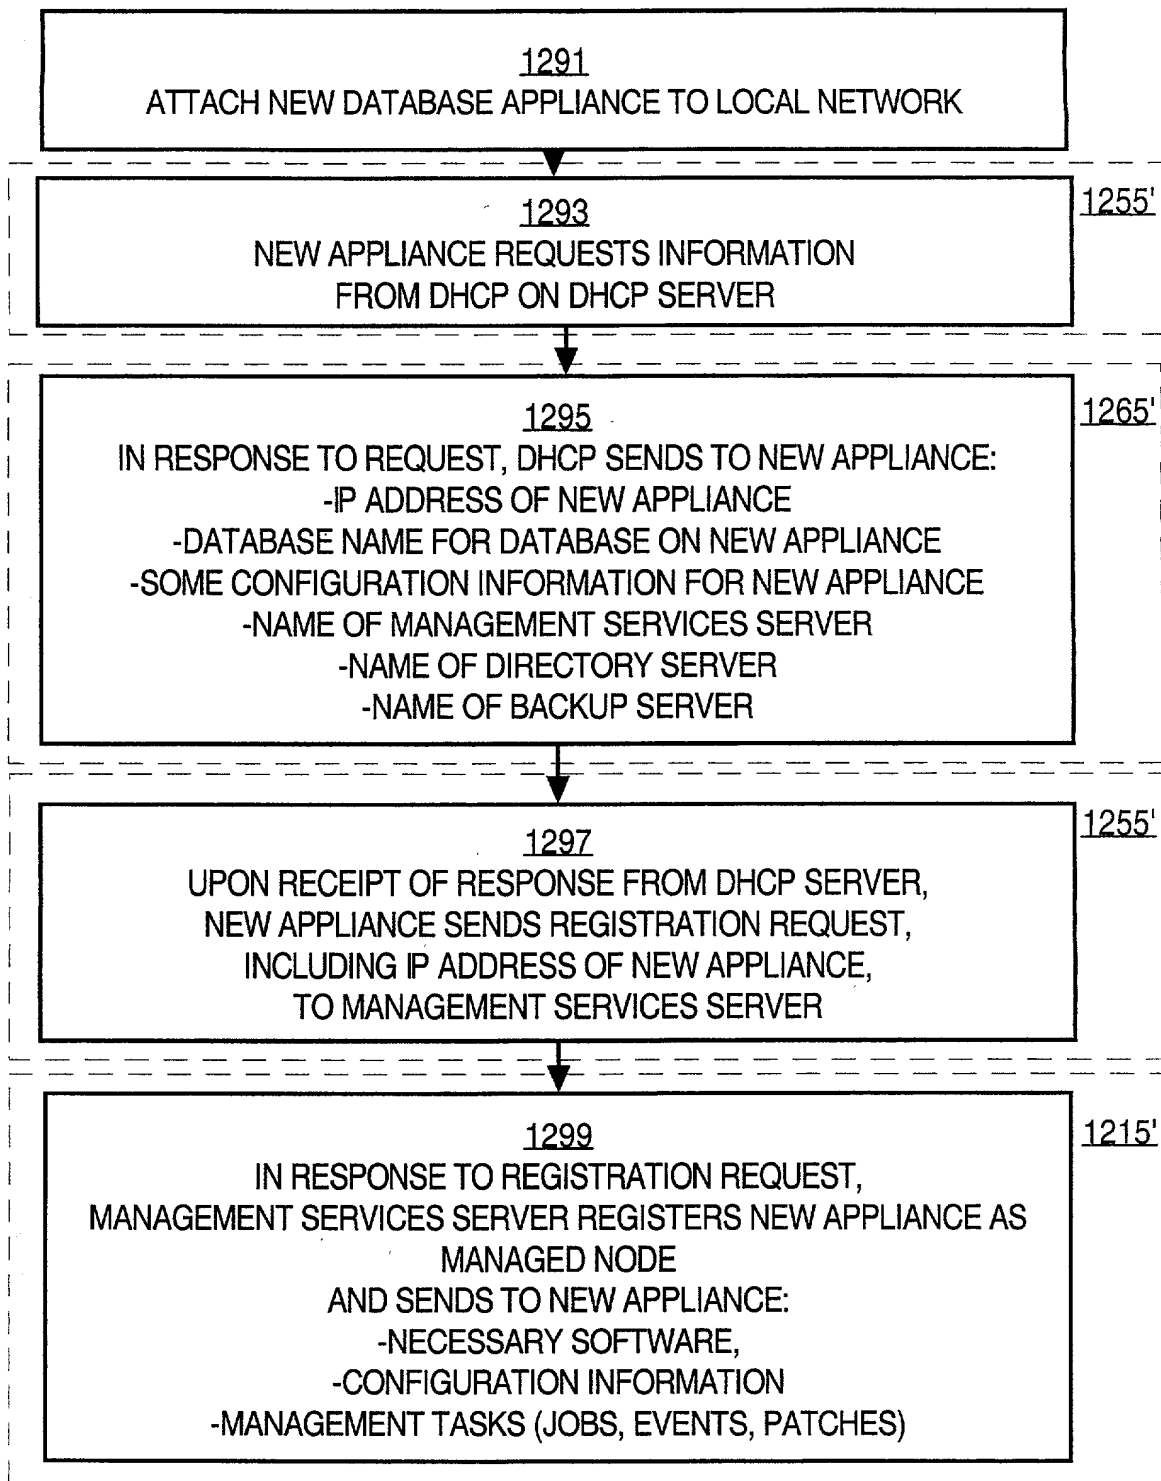 1291
ATTACH NEW DATABASE APPLIANCE TO LOCAL NETWORK
1255'
1293
NEW APPLIANCE REQUESTS INFORMATION
FROM DHCP ON DHCP SERVER
1265'
1295
IN RESPONSE TO REQUEST, DHCP SENDS TO NEW APPLIANCE:
-IP ADDRESS OF NEW APPLIANCE
-DATABASE NAME FOR DATABASE ON NEW APPLIANCE
-SOME CONFIGURATION INFORMATION FOR NEW APPLIANCE
-NAME OF MANAGEMENT SERVICES SERVER
-NAME OF DIRECTORY SERVER
-NAME OF BACKUP SERVER
1255'
1297
UPON RECEIPT OF RESPONSE FROM DHCP SERVER,
NEW APPLIANCE SENDS REGISTRATION REQUEST,
INCLUDING IP ADDRESS OF NEW APPLIANCE,
TO MANAGEMENT SERVICES SERVER
1215'
1299
IN RESPONSE TO REGISTRATION REQUEST,
MANAGEMENT SERVICES SERVER REGISTERS NEW APPLIANCE AS
MANAGED NODE
AND SENDS TO NEW APPLIANCE:
-NECESSARY SOFTWARE,
-CONFIGURATION INFORMATION
-MANAGEMENT TASKS (JOBS, EVENTS, PATCHES)